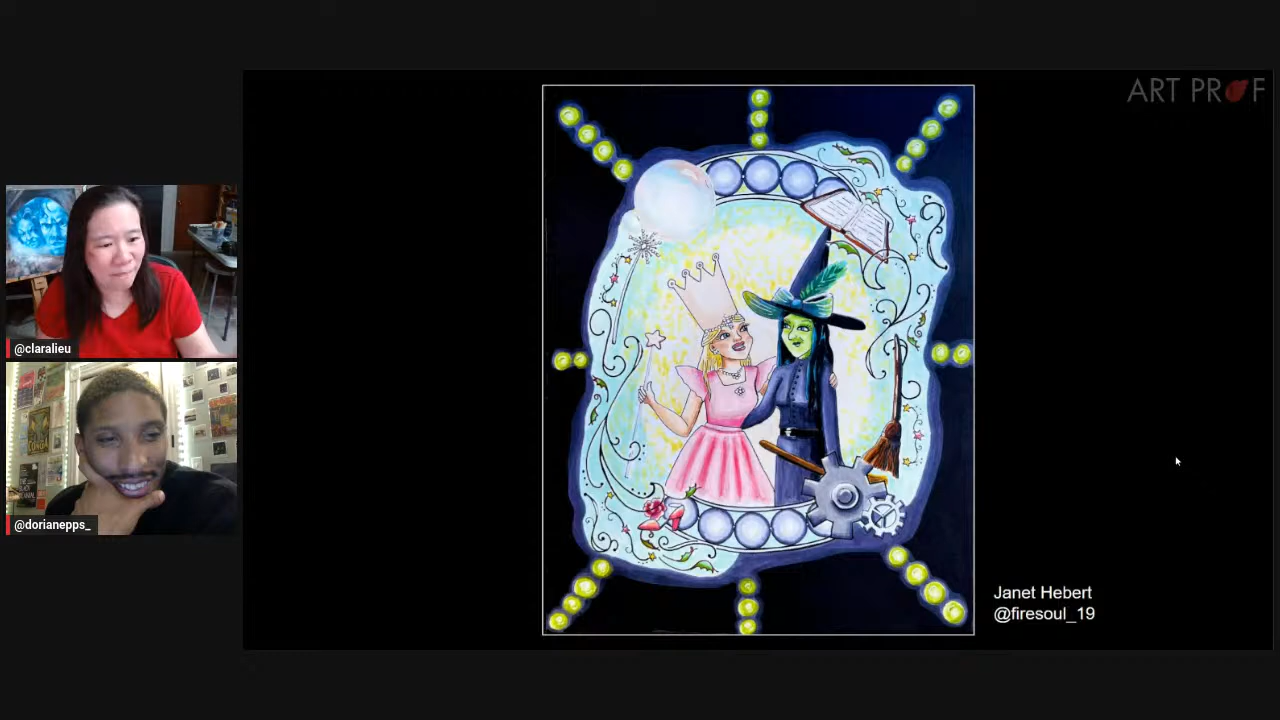 ART PROF
@claralieu
@dorianepps_
Janet Hebert
@firesoul_19